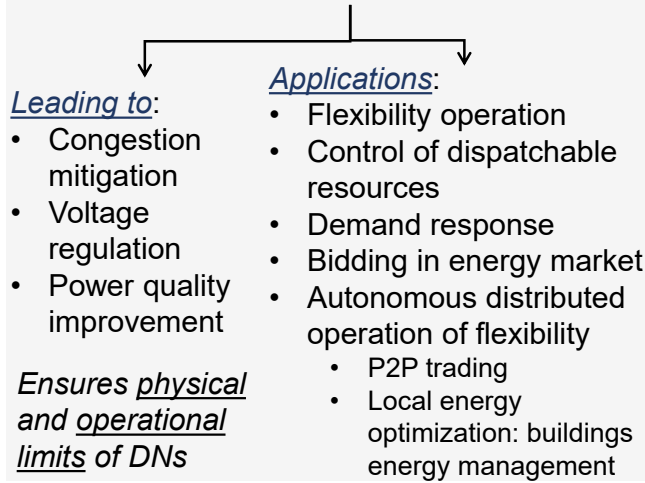 Leading to:
• Congestion
mitigation
• Voltage
regulation
• Power quality
improvement
Ensures physical
and operational
limits of DNs
Applications:
• Flexibility operation
• Control of dispatchable
resources
• Demand response
• Bidding in energy market
• Autonomous distributed
operation of flexibility
• P2P trading
• Local energy
optimization: buildings
energy management